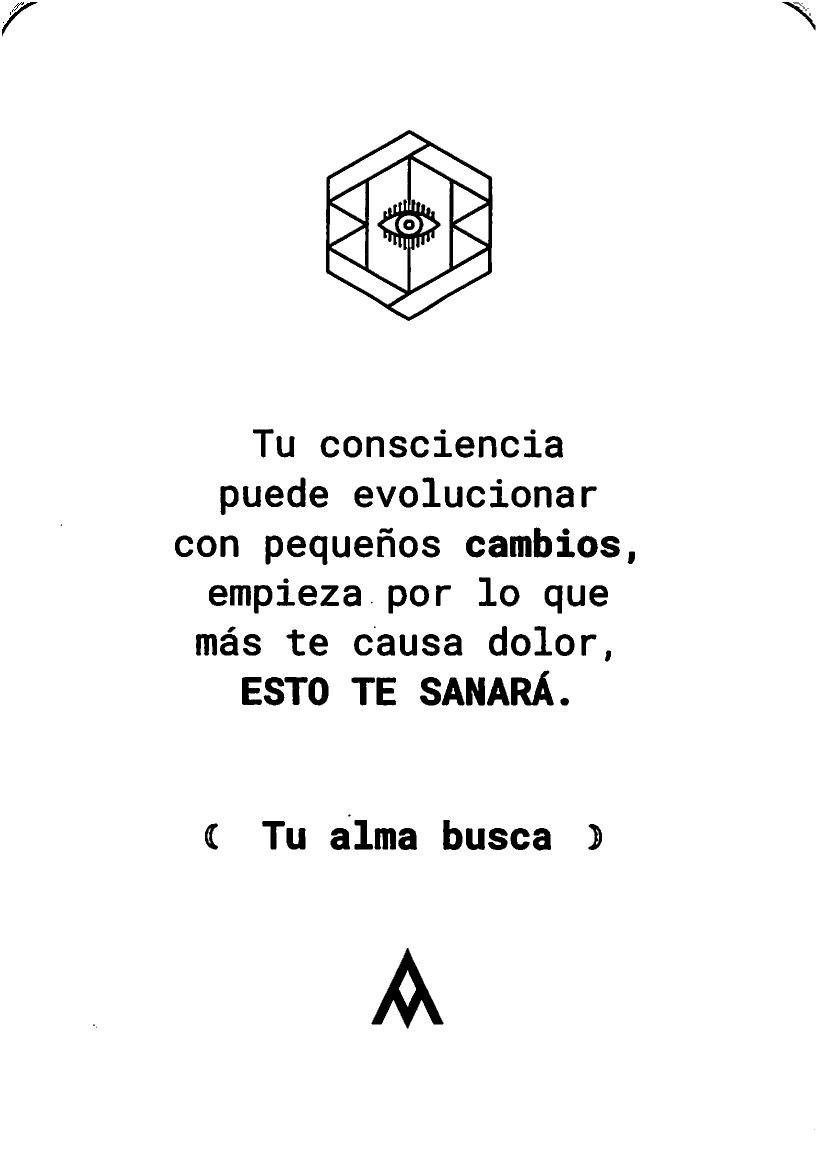 Tu consciencia
puede evolucionar
con pequeños cambios,
empieza por lo que
más te causa dolor,
ESTO TE SANARÁ.
Tu alma busca